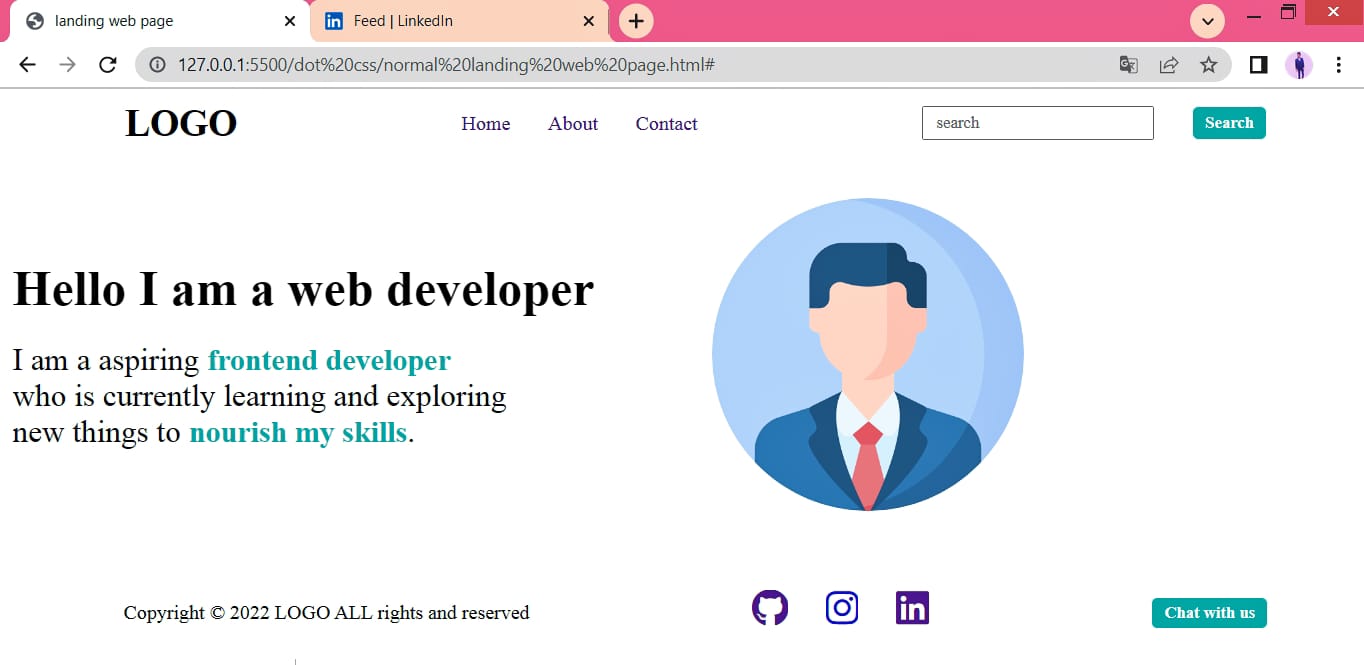 landing web page
Feed | LinkedIn
127.0.0.1:5500/dot%20css/normal%20landing%20web%20page.html#
LOGO
Home About Contact
search
Search
Hello I am a web developer
I am a aspiring frontend developer
who is currently learning and exploring
new things to nourish my skills.
Copyright © 2022 LOGO ALL rights and reserved
in
Chat with us